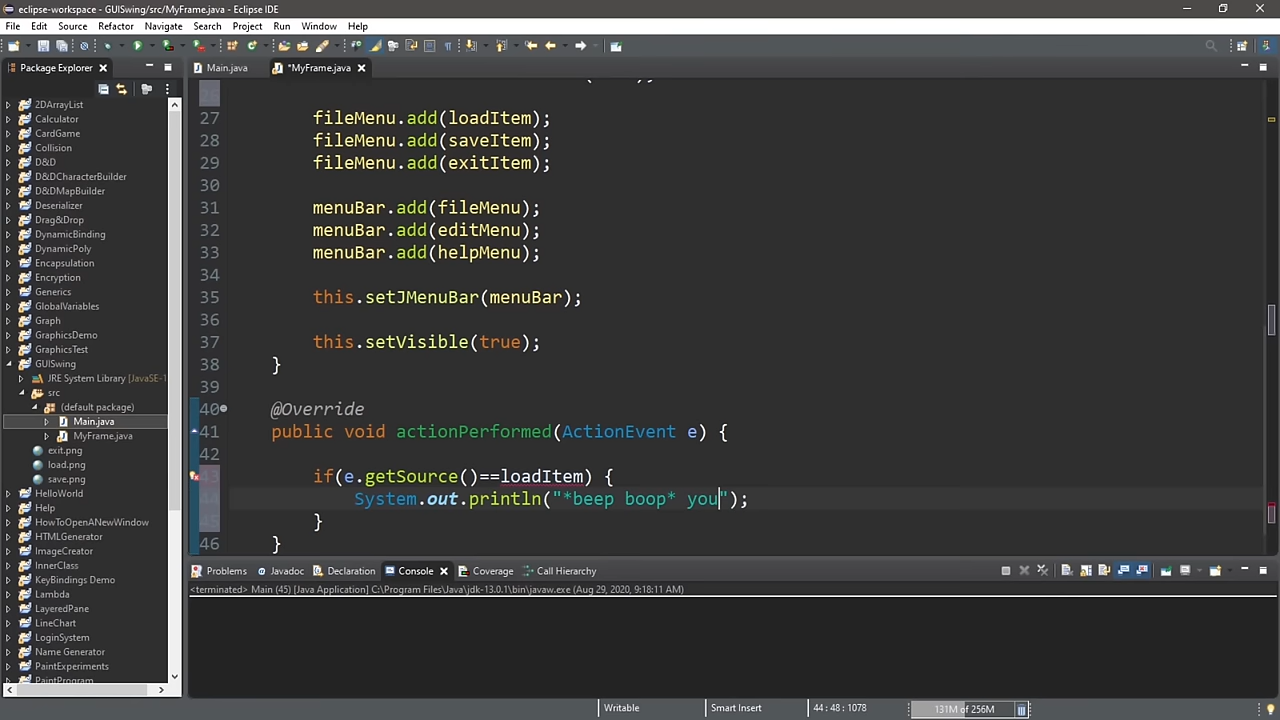 eclipse-workspace - GUISwing/src/MyFrame.java - Eclipse IDE
File Edit Source Refactor Navigate Search Project Run Window Help
Package Explorer
Main.java *MyFrame.java
2DArrayList
Calculator
CardGame
Collision
D&D
D&DCharacterBuilder
D&DMapBuilder
Deserializer
Drag&Drop
DynamicBinding
DynamicPoly
Encapsulation
Encryption
Generics
GlobalVariables
Graph
GraphicsDemo
GraphicsTest
GUISwing
JRE System Library [JavaSE-1
src
(default package)
Main.java
MyFrame.java
exit.png
load.png
save.png
HelloWorld
Help
HowToOpenANewWindow
HTMLGenerator
ImageCreator
InnerClass
KeyBindings Demo
Lambda
LayeredPane
LineChart
LoginSystem
Name Generator
PaintExperiments
PaintProgram
26
27 fileMenu.add(loadItem);
28 fileMenu.add(saveItem);
29 fileMenu.add(exitItem);
30
31 menuBar.add(fileMenu);
32 menuBar.add(editMenu);
33 menuBar.add(helpMenu);
34
35 this.setJMenuBar(menuBar);
36
37 this.setVisible(true);
38 }
39
40 @Override
41 public void actionPerformed(ActionEvent e) {
42
43 if(e.getSource()==loadItem) {
44 System.out.println("*beep boop* you");
45 }
46 }
Problems Javadoc Declaration Console Coverage Call Hierarchy
<terminated> Main (45) [Java Application] C:\Program Files\Java\jdk-13.0.1\bin\javaw.exe (Aug 29, 2020, 9:18:11 AM)
Writable Smart Insert 44 : 48 : 1078 131M of 256M